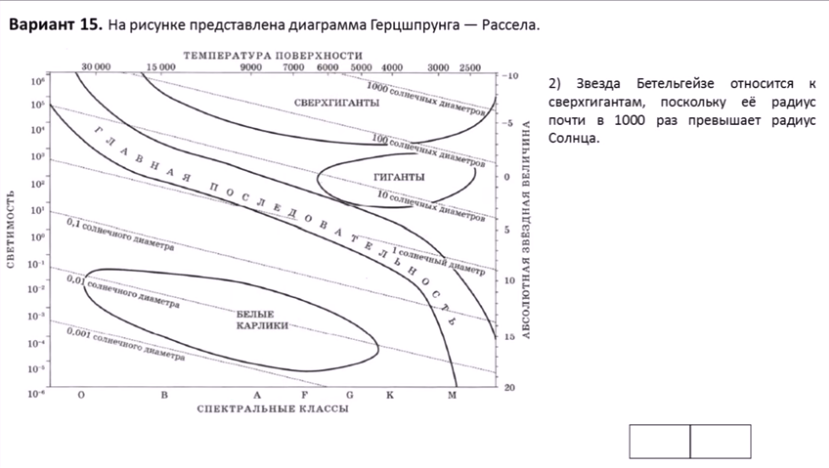 Вариант 15. На рисунке представлена диаграмма Герцшпрунга — Рассела.
ТЕМПЕРАТУРА ПОВЕРХНОСТИ
30 000 15 000 9000 7000 6000 5000 4000 3000 2500
2) Звезда Бетельгейзе относится к
сверхгигантам, поскольку её радиус
почти в 1000 раз превышает радиус
Солнца.
СВЕТИМОСТЬ
10⁶
10⁵
10⁴
10³
10²
10¹
10⁰
10⁻¹
10⁻²
10⁻³
10⁻⁴
10⁻⁵
10⁻⁶
1000 солнечных диаметров
СВЕРХГИГАНТЫ
100 солнечных диаметров
ГЛАВНАЯ ПОСЛЕДОВАТЕЛЬНОСТЬ
ГИГАНТЫ
10 солнечных диаметров
0,1 солнечного диаметра
1 солнечный диаметр
0,01 солнечного диаметра
БЕЛЫЕ
КАРЛИКИ
0,001 солнечного диаметра
-10
-5
0
5
10
15
20
АБСОЛЮТНАЯ ЗВЁЗДНАЯ ВЕЛИЧИНА
O B A F G K M
СПЕКТРАЛЬНЫЕ КЛАССЫ